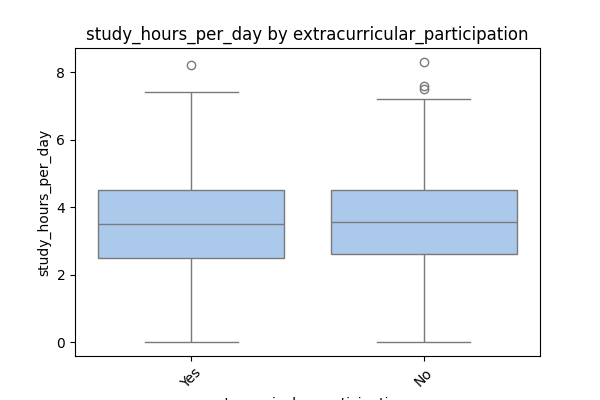 study_hours_per_day by extracurricular_participation
study_hours_per_day
8
6
4
2
0
Yes
No